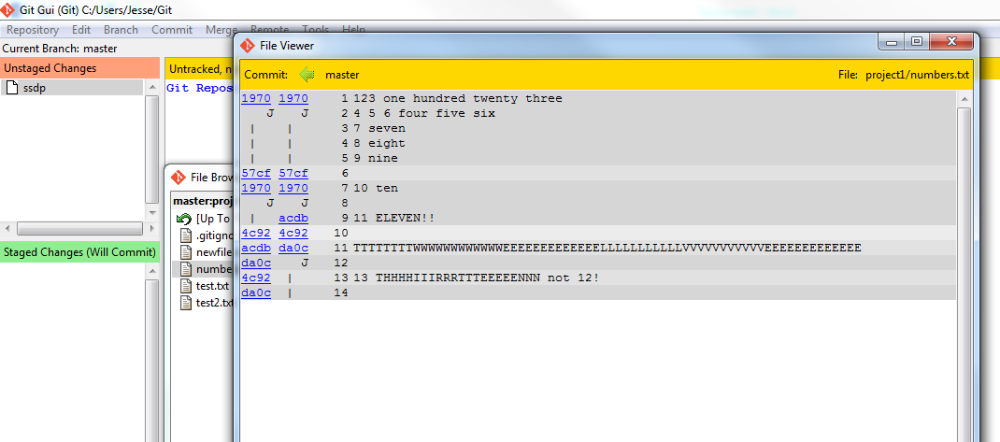 Git Gui (Git) C:/Users/Jesse/Git
Repository Edit Branch Commit Merge Remote Tools Help
Current Branch: master
Unstaged Changes
ssdp
Staged Changes (Will Commit)
Untracked, n
Git Repos
File Brow
master:proj
[Up To
.gitigno
newfile
numbe
test.txt
test2.txt
File Viewer
Commit: master File: project1/numbers.txt
1970 1970 1 123 one hundred twenty three
J J 2 4 5 6 four five six
| | 3 7 seven
| | 4 8 eight
| | 5 9 nine
57cf 57cf 6
1970 1970 7 10 ten
J J 8
| acdb 9 11 ELEVEN!!
4c92 4c92 10
acdb da0c 11 TTTTTTTTWWWWWWWWWWWWEEEEEEEEEEEEELLLLLLLLLLLVVVVVVVVVVVEEEEEEEEEEEEE
da0c J 12
4c92 | 13 13 THHHHIIIRRRTTTEEEEENNN not 12!
da0c | 14